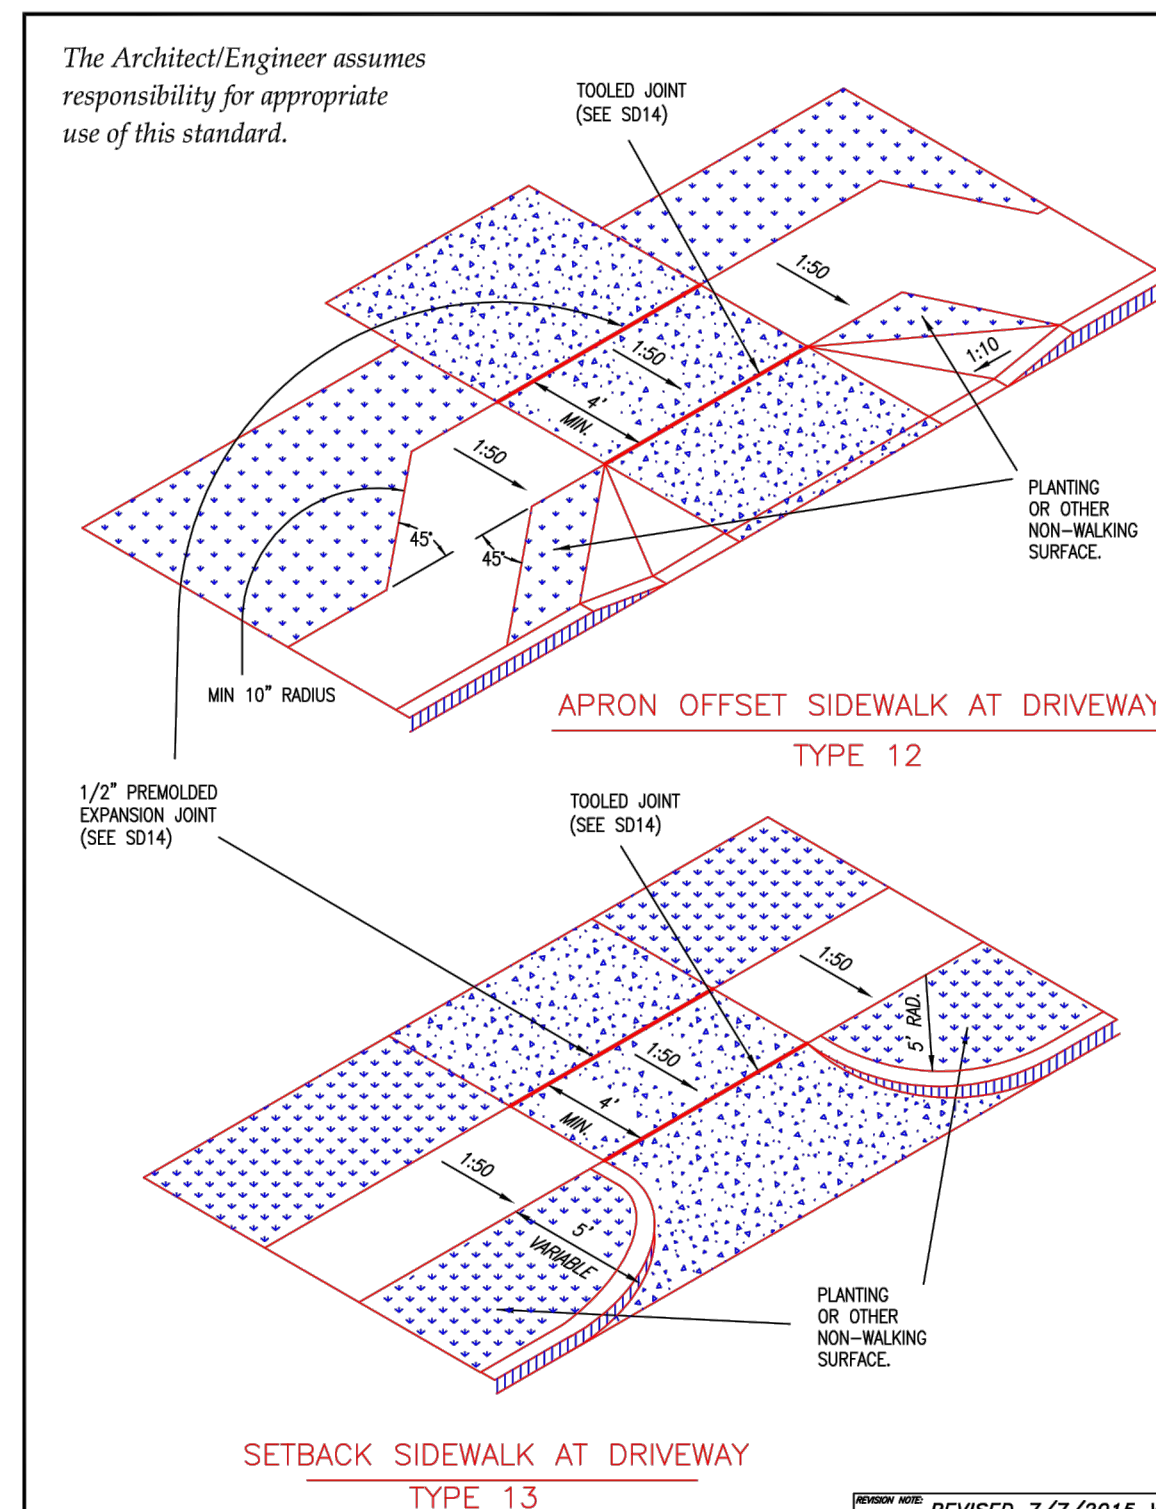 The Architect/Engineer assumes
responsibility for appropriate
use of this standard.
TOOLED JOINT
(SEE SD14)
1:50
1:50
1:10
4'
MIN.
1:50
45°
45°
PLANTING
OR OTHER
NON-WALKING
SURFACE.
MIN 10" RADIUS
APRON OFFSET SIDEWALK AT DRIVEWAY
TYPE 12
1/2" PREMOLDED
EXPANSION JOINT
(SEE SD14)
TOOLED JOINT
(SEE SD14)
1:50
5' RAD.
1:50
4'
MIN.
1:50
5'
VARIABLE
PLANTING
OR OTHER
NON-WALKING
SURFACE.
SETBACK SIDEWALK AT DRIVEWAY
TYPE 13
REVISION NOTE: REVISED 7/7/2015